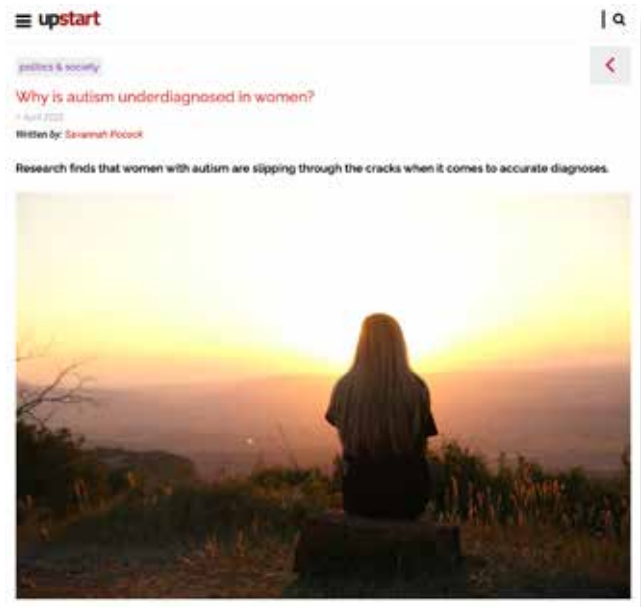 upstart
politics & society
Why is autism underdiagnosed in women?
April
Written by: Savannah Pocock
Research finds that women with autism are slipping through the cracks when it comes to accurate diagnoses.